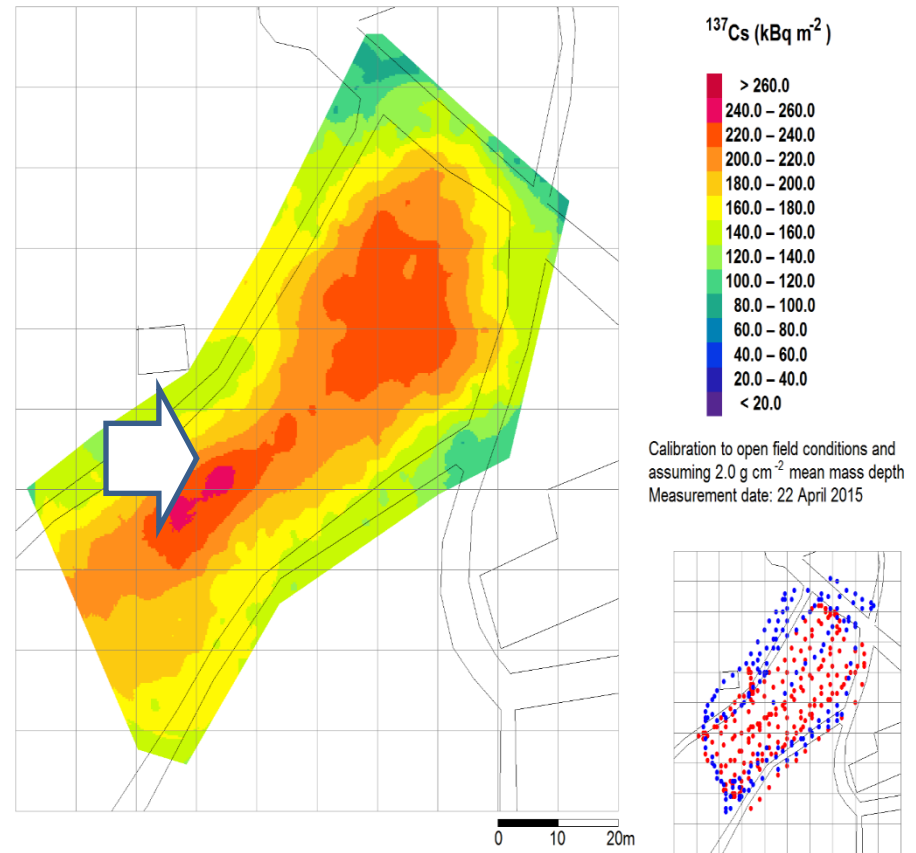 ¹³⁷Cs (kBq m⁻² )
> 260.0
240.0 – 260.0
220.0 – 240.0
200.0 – 220.0
180.0 – 200.0
160.0 – 180.0
140.0 – 160.0
120.0 – 140.0
100.0 – 120.0
80.0 – 100.0
60.0 – 80.0
40.0 – 60.0
20.0 – 40.0
< 20.0
Calibration to open field conditions and
assuming 2.0 g cm⁻² mean mass depth
Measurement date: 22 April 2015
0 10 20m